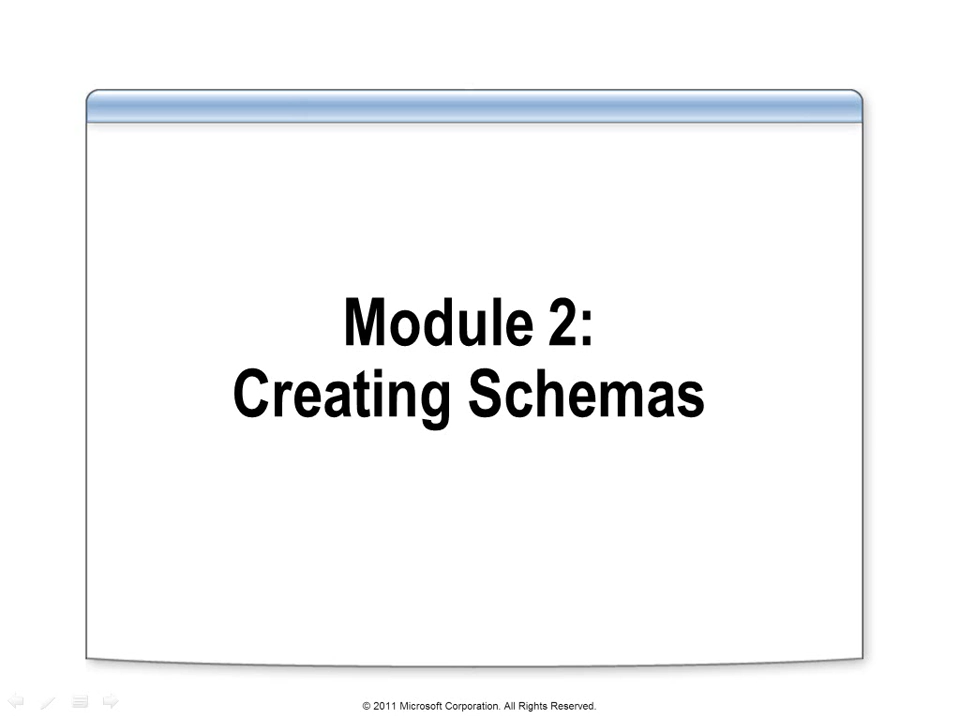 Module 2:
Creating Schemas
© 2011 Microsoft Corporation. All Rights Reserved.